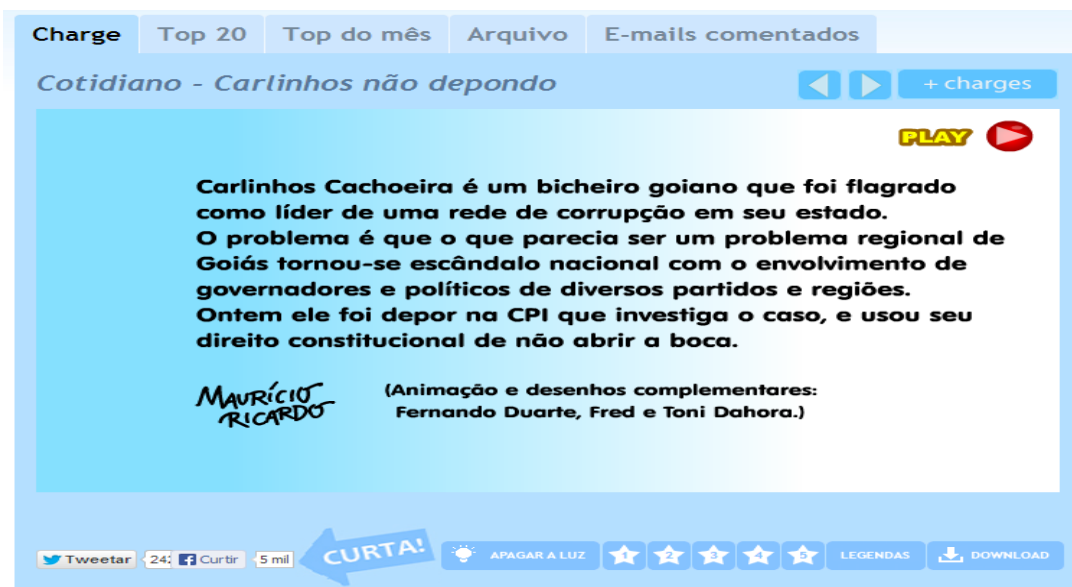 Charge Top 20 Top do mês Arquivo E-mails comentados
Cotidiano - Carlinhos não depondo
+ charges
PLAY
Carlinhos Cachoeira é um bicheiro goiano que foi flagrado
como líder de uma rede de corrupção em seu estado.
O problema é que o que parecia ser um problema regional de
Goiás tornou-se escândalo nacional com o envolvimento de
governadores e políticos de diversos partidos e regiões.
Ontem ele foi depor na CPI que investiga o caso, e usou seu
direito constitucional de não abrir a boca.
MAURÍCIO
RICARDO
(Animação e desenhos complementares:
Fernando Duarte, Fred e Toni Dahora.)
Tweetar Curtir 5 mil CURTA! APAGAR A LUZ 1 2 3 4 5 LEGENDAS DOWNLOAD